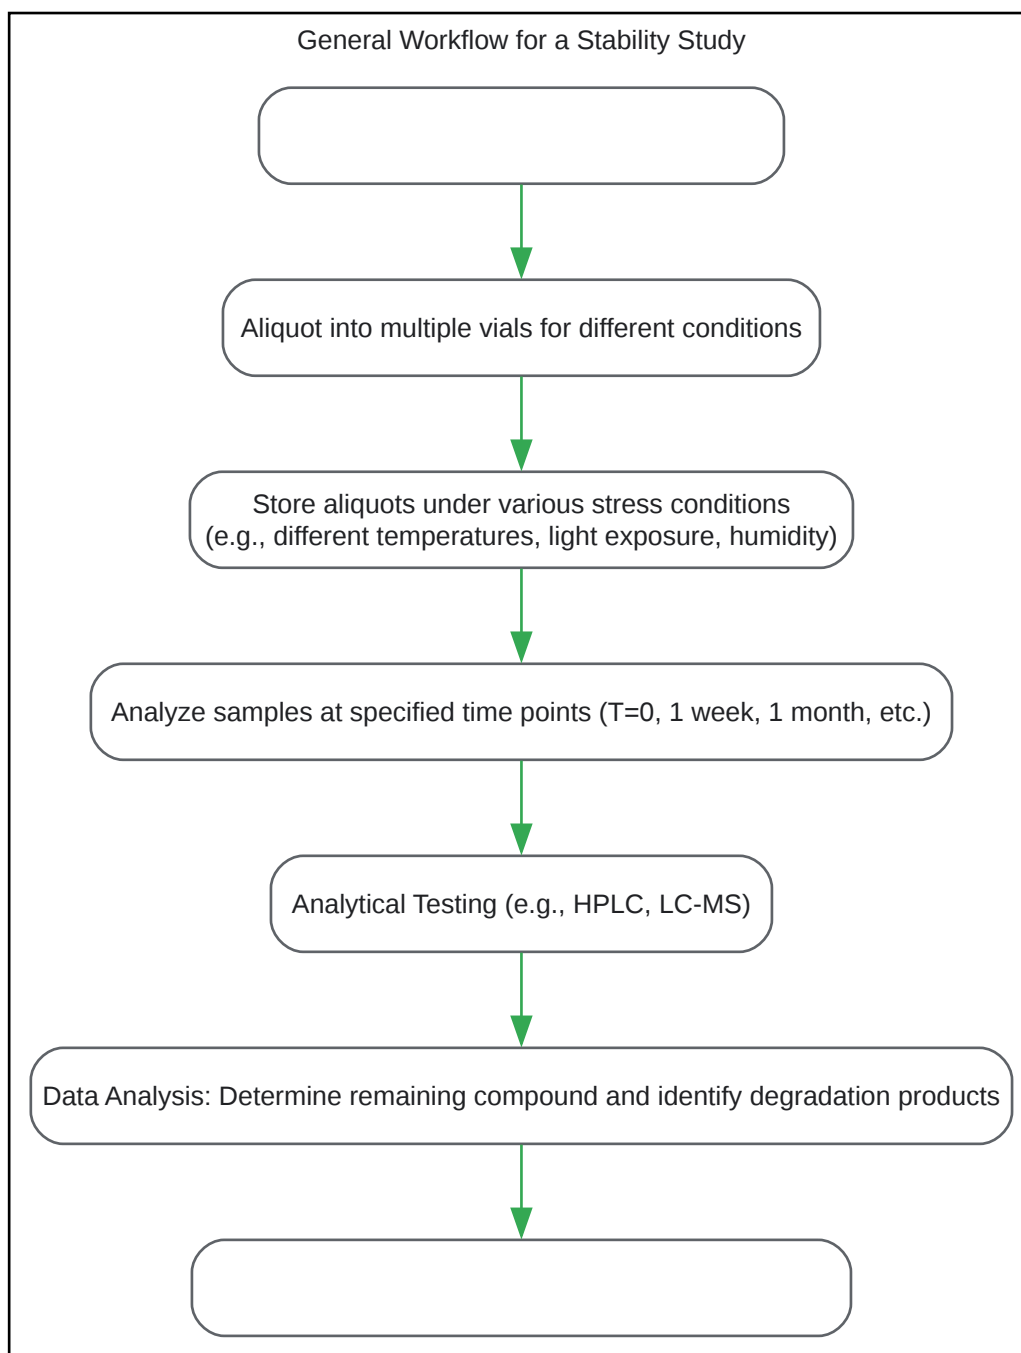 General Workflow for a Stability Study
Aliquot into multiple vials for different conditions
Store aliquots under various stress conditions
(e.g., different temperatures, light exposure, humidity)
Analyze samples at specified time points (T=0, 1 week, 1 month, etc.)
Analytical Testing (e.g., HPLC, LC-MS)
Data Analysis: Determine remaining compound and identify degradation products